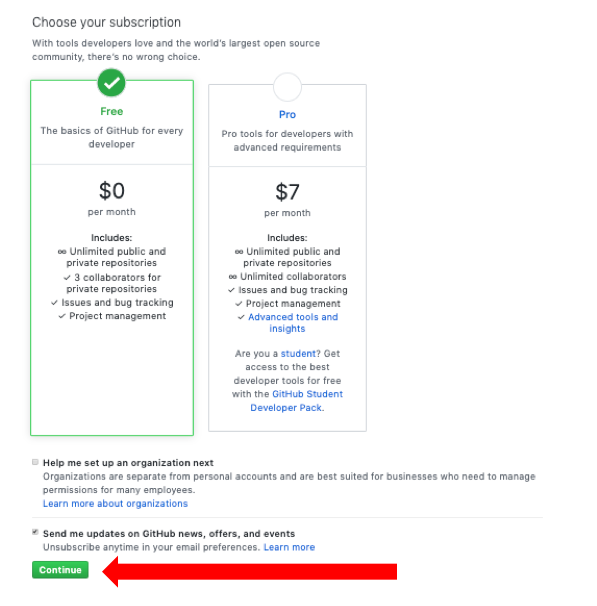 Choose your subscription
With tools developers love and the world's largest open source
community, there's no wrong choice.
Free
The basics of GitHub for every
developer
$0
per month
Includes:
∞ Unlimited public and
private repositories
✓ 3 collaborators for
private repositories
✓ Issues and bug tracking
✓ Project management
Pro
Pro tools for developers with
advanced requirements
$7
per month
Includes:
∞ Unlimited public and
private repositories
∞ Unlimited collaborators
✓ Issues and bug tracking
✓ Project management
✓ Advanced tools and
insights
Are you a student? Get
access to the best
developer tools for free
with the GitHub Student
Developer Pack.
Help me set up an organization next
Organizations are separate from personal accounts and are best suited for businesses who need to manage
permissions for many employees.
Learn more about organizations
Send me updates on GitHub news, offers, and events
Unsubscribe anytime in your email preferences. Learn more
Continue